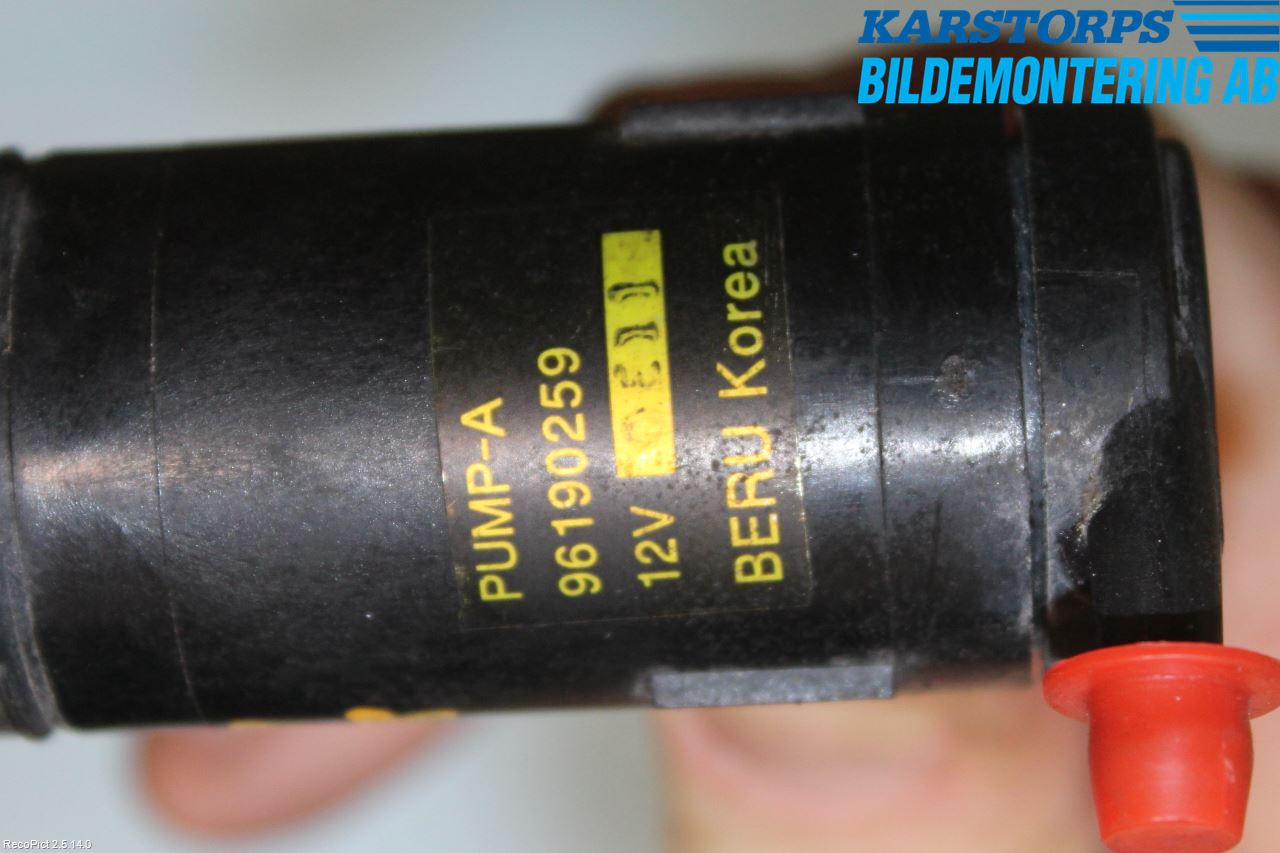 KARSTORPS
BILDEMONTERING AB
PUMP-A
96190259
12V
BERU Korea
RecoPict 2.5.14.0